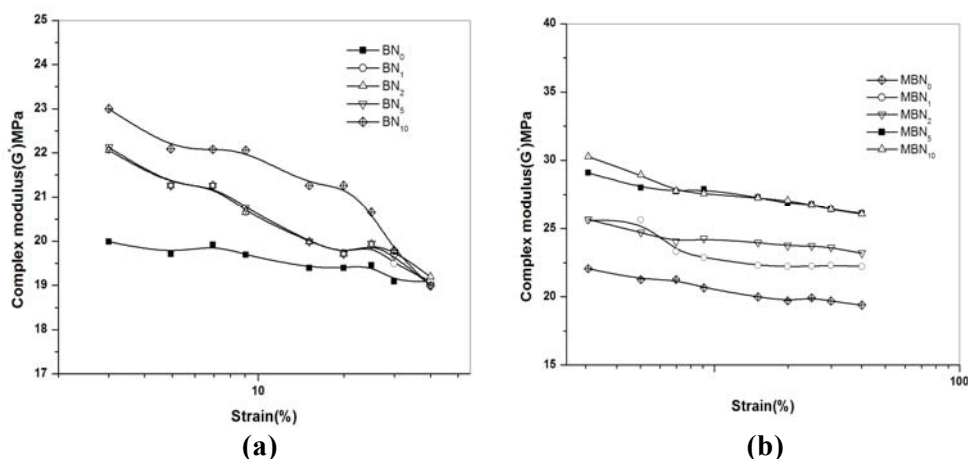 25
24
23
22
21
20
19
18
17
Complex modulus(G*)MPa
BN0
BN1
BN2
BN5
BN10
10
Strain(%)
(a)
40
35
30
25
20
15
Complex modulus(G*)MPa
MBN0
MBN1
MBN2
MBN5
MBN10
100
Strain(%)
(b)